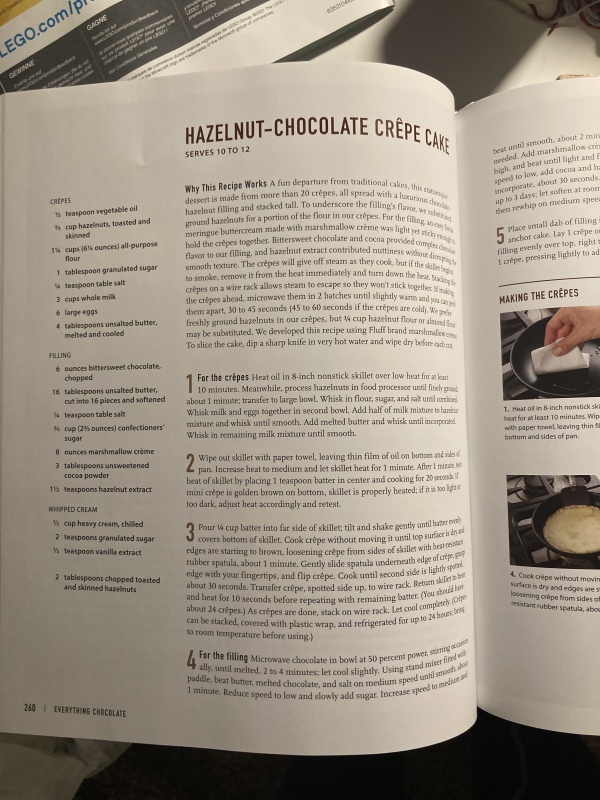 LEGO.com/pro
GEWINNE
GAGNE
HAZELNUT–CHOCOLATE CRÊPE CAKE
SERVES 10 TO 12
CRÊPES
½ teaspoon vegetable oil
⅔ cup hazelnuts, toasted and
skinned
cups (6¼ ounces) all-purpose
flour
1 tablespoon granulated sugar
teaspoon table salt
3 cups whole milk
6 large eggs
4 tablespoons unsalted butter,
melted and cooled
FILLING
6 ounces bittersweet chocolate,
chopped
16 tablespoons unsalted butter,
cut into 16 pieces and softened
teaspoon table salt
⅔ cup (2⅔ ounces) confectioners'
sugar
8 ounces marshmallow crème
3 tablespoons unsweetened
cocoa powder
1½ teaspoons hazelnut extract
WHIPPED CREAM
cup heavy cream, chilled
2 teaspoons granulated sugar
½ teaspoon vanilla extract
2 tablespoons chopped toasted
and skinned hazelnuts
Why This Recipe Works A fun departure from traditional cakes, this statuesque
dessert is made from more than 20 crêpes, all spread with a luxurious chocolate-
hazelnut filling and stacked tall. To underscore the filling's flavor, we substituted
ground hazelnuts for a portion of the flour in our crêpes. For the filling, an easy
meringue buttercream made with marshmallow crème was light yet sticky enough to
hold the crêpes together. Bittersweet chocolate and cocoa provided complex chocolate
flavor to our filling, and hazelnut extract contributed nuttiness without disrupting the
smooth texture. The crêpes will give off steam as they cook, but if the skillet begins
to smoke, remove it from the heat immediately and turn down the heat. Stacking the
crêpes on a wire rack allows steam to escape so they won't stick together. If making
the crêpes ahead, microwave them in 2 batches until slightly warm and you can peel
them apart, 30 to 45 seconds (45 to 60 seconds if the crêpes are cold). We prefer
freshly ground hazelnuts in our crêpes, but ¼ cup hazelnut flour or almond flour
may be substituted. We developed this recipe using Fluff brand marshmallow crème.
To slice the cake, dip a sharp knife in very hot water and wipe dry before each cut.
1 For the crêpes Heat oil in 8-inch nonstick skillet over low heat for at least
10 minutes. Meanwhile, process hazelnuts in food processor until finely ground,
about 1 minute; transfer to large bowl. Whisk in flour, sugar, and salt until combined.
Whisk milk and eggs together in second bowl. Add half of milk mixture to hazelnut
mixture and whisk until smooth. Add melted butter and whisk until incorporated.
Whisk in remaining milk mixture until smooth.
2 Wipe out skillet with paper towel, leaving thin film of oil on bottom and sides of
pan. Increase heat to medium and let skillet heat for 1 minute. After 1 minute, test
heat of skillet by placing 1 teaspoon batter in center and cooking for 20 seconds. If
mini crêpe is golden brown on bottom, skillet is properly heated; if it is too light or
too dark, adjust heat accordingly and retest.
3 Pour ¼ cup batter into far side of skillet; tilt and shake gently until batter evenly
covers bottom of skillet. Cook crêpe without moving it until top surface is dry and
edges are starting to brown, loosening crêpe from sides of skillet with heat-resistant
rubber spatula, about 1 minute. Gently slide spatula underneath edge of crêpe, grasp
edge with your fingertips, and flip crêpe. Cook until second side is lightly spotted,
about 30 seconds. Transfer crêpe, spotted side up, to wire rack. Return skillet to heat
and heat for 10 seconds before repeating with remaining batter. (You should have
about 24 crêpes.) As crêpes are done, stack on wire rack. Let cool completely. (Crêpes
can be stacked, covered with plastic wrap, and refrigerated for up to 24 hours; bring
to room temperature before using.)
4 For the filling Microwave chocolate in bowl at 50 percent power, stirring occasion
ally, until melted, 2 to 4 minutes; let cool slightly. Using stand mixer fitted with
paddle, beat butter, melted chocolate, and salt on medium speed until smooth, about
1 minute. Reduce speed to low and slowly add sugar. Increase speed to medium and
260 | EVERYTHING CHOCOLATE
beat until smooth, about 2 min
needed. Add marshmallow crè
high, and beat until light and f
speed to low, add cocoa and ha
incorporate, about 30 seconds.
up to 3 days; let soften at room
then rewhip on medium speed
5 Place small dab of filling i
anchor cake. Lay 1 crêpe o
filling evenly over top, right t
1 crêpe, pressing lightly to ad
MAKING THE CRÊPES
1. Heat oil in 8-inch nonstick ski
heat for at least 10 minutes. Wipe
with paper towel, leaving thin fil
bottom and sides of pan.
4. Cook crêpe without movin
surface is dry and edges are s
loosening crêpe from sides of
resistant rubber spatula, abou